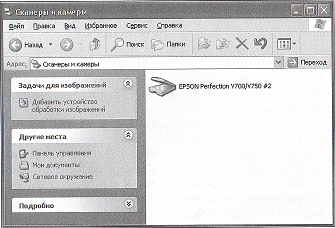 Сканеры и камеры
Файл Правка Вид Избранное Сервис Справка
Назад Поиск Папки
Адрес: Сканеры и камеры Переход
Задачи для изображений
Добавить устройство
обработки изображений
Другие места
Панель управления
Мои документы
Сетевое окружение
Подробно
EPSON Perfection V700/V750 #2